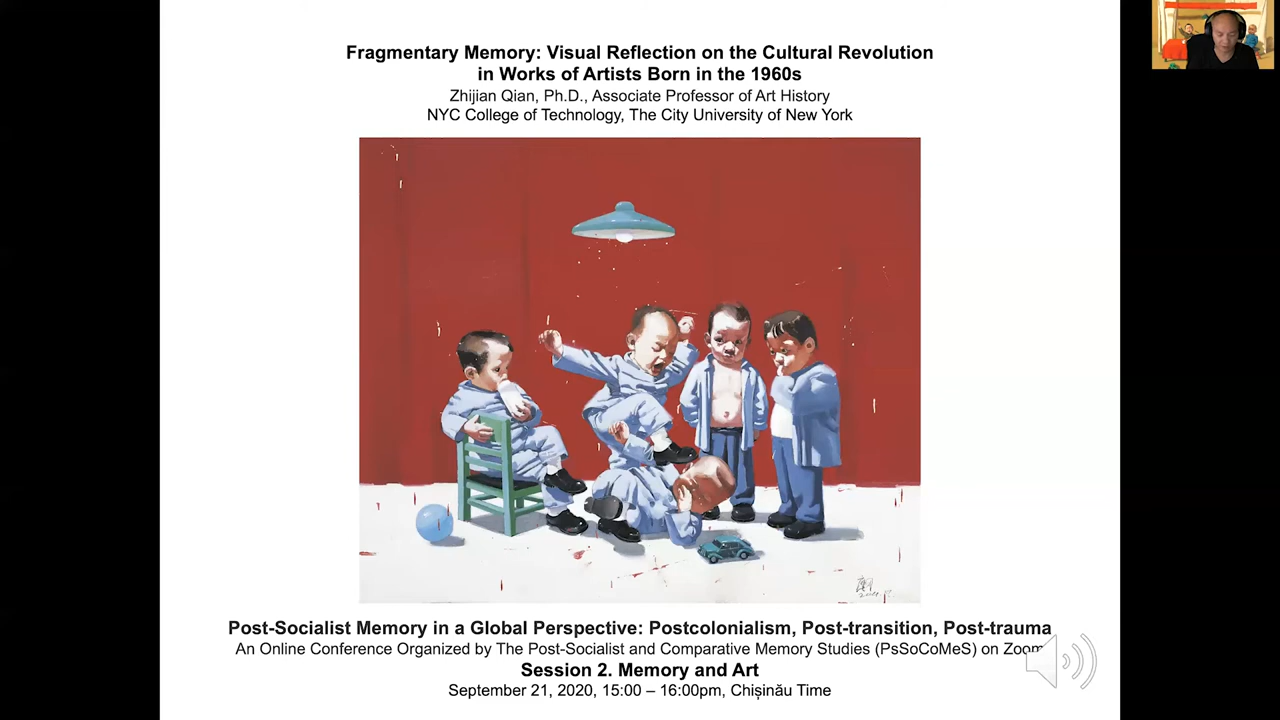 Fragmentary Memory: Visual Reflection on the Cultural Revolution
in Works of Artists Born in the 1960s
Zhijian Qian, Ph.D., Associate Professor of Art History
NYC College of Technology, The City University of New York
Post-Socialist Memory in a Global Perspective: Postcolonialism, Post-transition, Post-trauma
An Online Conference Organized by The Post-Socialist and Comparative Memory Studies (PsSoCoMeS) on Zoom
Session 2. Memory and Art
September 21, 2020, 15:00 – 16:00pm, Chișinău Time